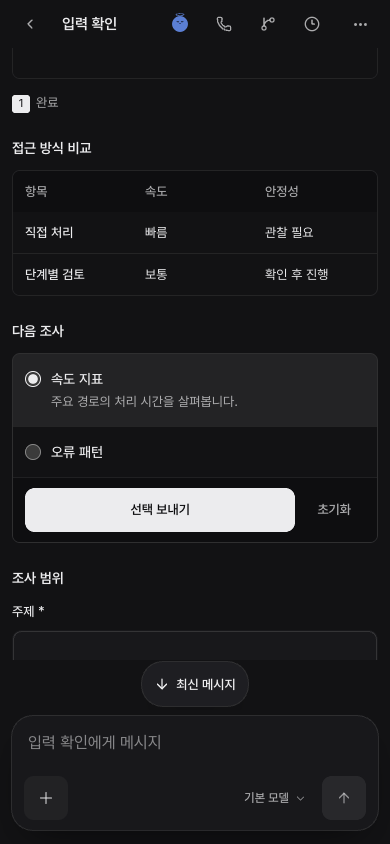 입력 확인
1 완료
접근 방식 비교
항목 속도 안정성
직접 처리 빠름 관찰 필요
단계별 검토 보통 확인 후 진행
다음 조사
속도 지표
주요 경로의 처리 시간을 살펴봅니다.
오류 패턴
선택 보내기 초기화
조사 범위
주제 *
최신 메시지
입력 확인에게 메시지
기본 모델